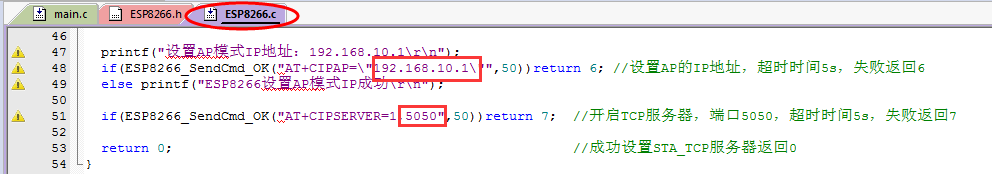 main.c ESP8266.h ESP8266.c
46
47 printf("设置AP模式IP地址：192.168.10.1\r\n");
48 if(ESP8266_SendCmd_OK("AT+CIPAP=\"192.168.10.1\"",50))return 6; //设置AP的IP地址，超时时间5s，失败返回6
49 else printf("ESP8266设置AP模式IP成功\r\n");
50
51 if(ESP8266_SendCmd_OK("AT+CIPSERVER=1,5050",50))return 7; //开启TCP服务器，端口5050，超时时间5s，失败返回7
52
53 return 0; //成功设置STA_TCP服务器返回0
54 }